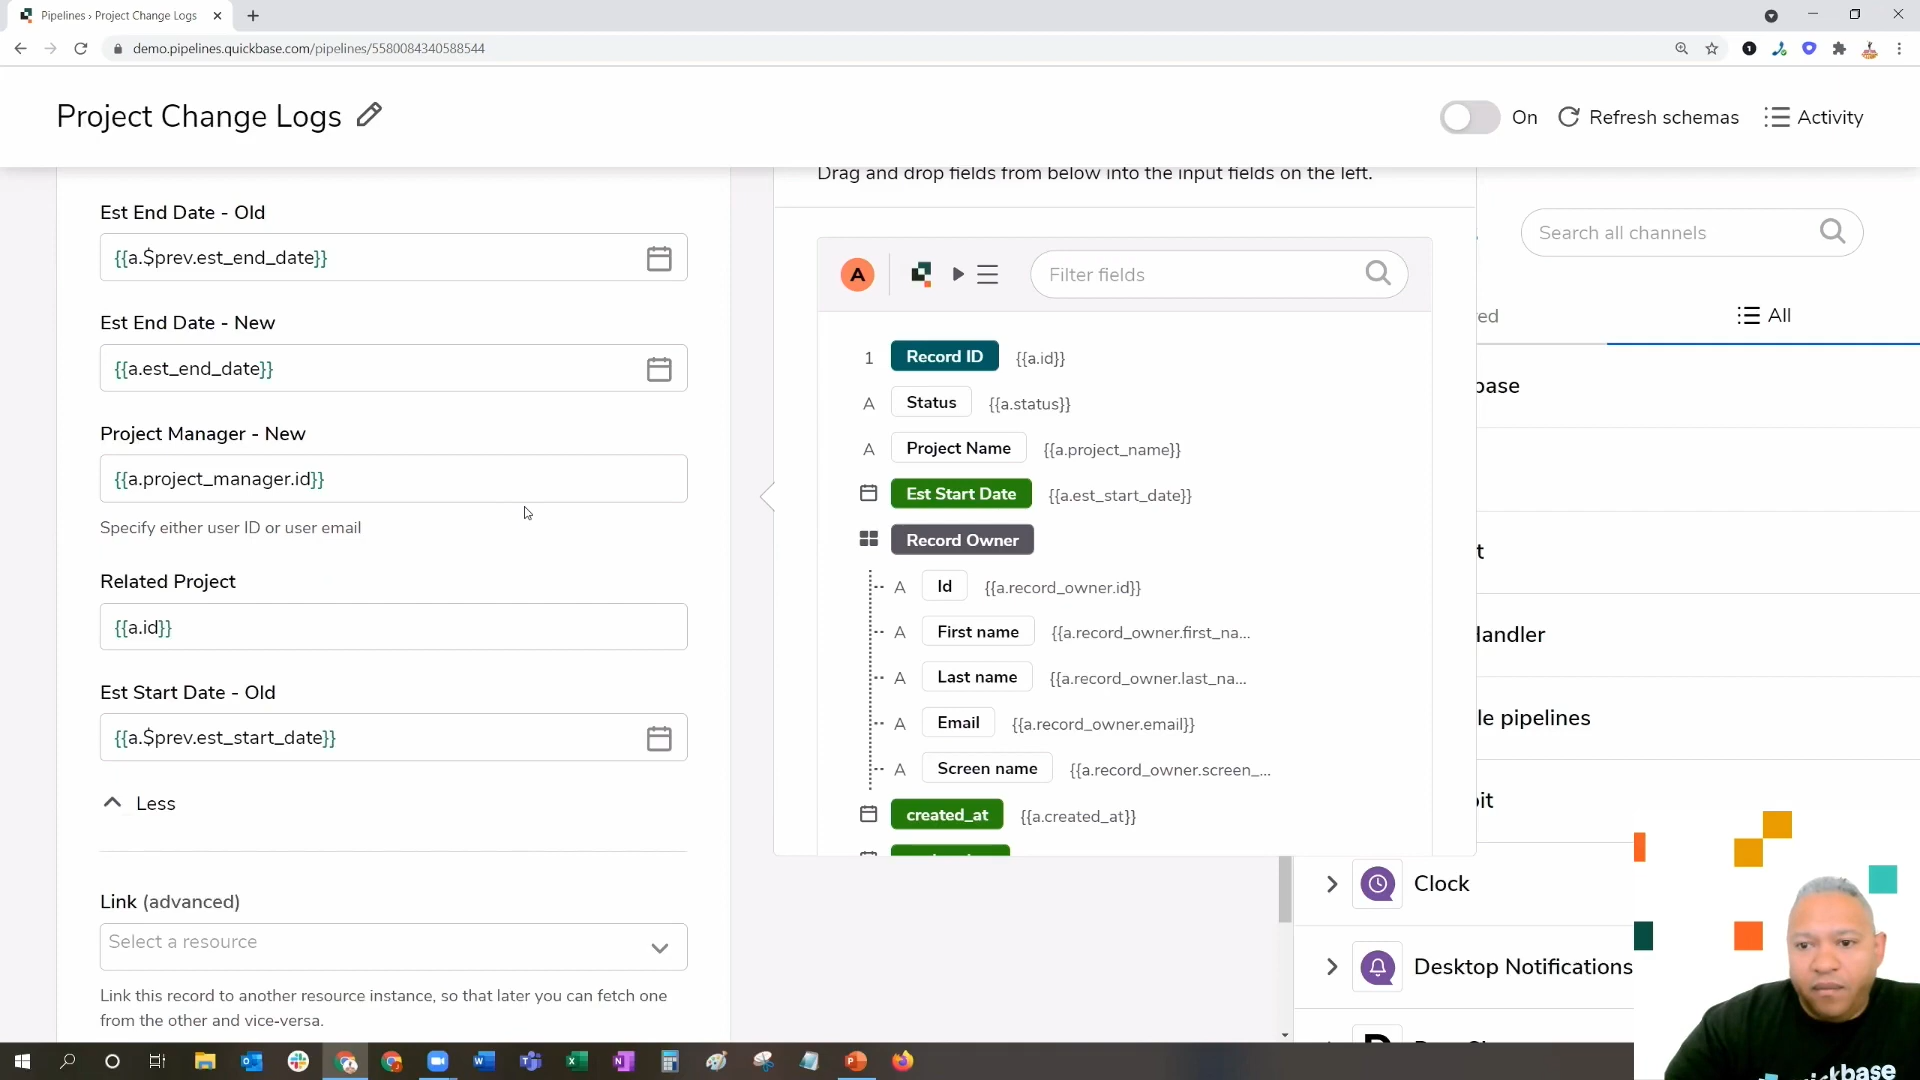 Pipelines › Project Change Logs
demo.pipelines.quickbase.com/pipelines/5580084340588544
Project Change Logs
On
Refresh schemas
Activity
Est End Date - Old
{{a.$prev.est_end_date}}
Est End Date - New
{{a.est_end_date}}
Project Manager - New
{{a.project_manager.id}}
Specify either user ID or user email
Related Project
{{a.id}}
Est Start Date - Old
{{a.$prev.est_start_date}}
Less
Link (advanced)
Select a resource
Link this record to another resource instance, so that later you can fetch one
from the other and vice-versa.
Drag and drop fields from below into the input fields on the left.
A
Filter fields
1 Record ID {{a.id}}
A Status {{a.status}}
A Project Name {{a.project_name}}
Est Start Date {{a.est_start_date}}
Record Owner
A Id {{a.record_owner.id}}
A First name {{a.record_owner.first_na...
A Last name {{a.record_owner.last_na...
A Email {{a.record_owner.email}}
A Screen name {{a.record_owner.screen_...
created_at {{a.created_at}}
Search all channels
ed
All
base
t
Handler
le pipelines
it
Clock
Desktop Notifications
quickbase